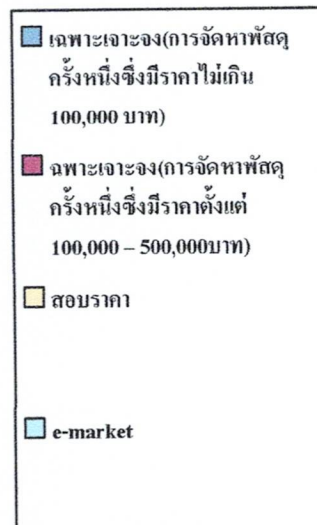 เฉพาะเจาะจง(การจัดหาพัสดุ
ครั้งหนึ่งซึ่งมีราคาไม่เกิน
100,000 บาท)
ฉพาะเจาะจง(การจัดหาพัสดุ
ครั้งหนึ่งซึ่งมีราคาตั้งแต่
100,000 – 500,000บาท)
สอบราคา
e-market